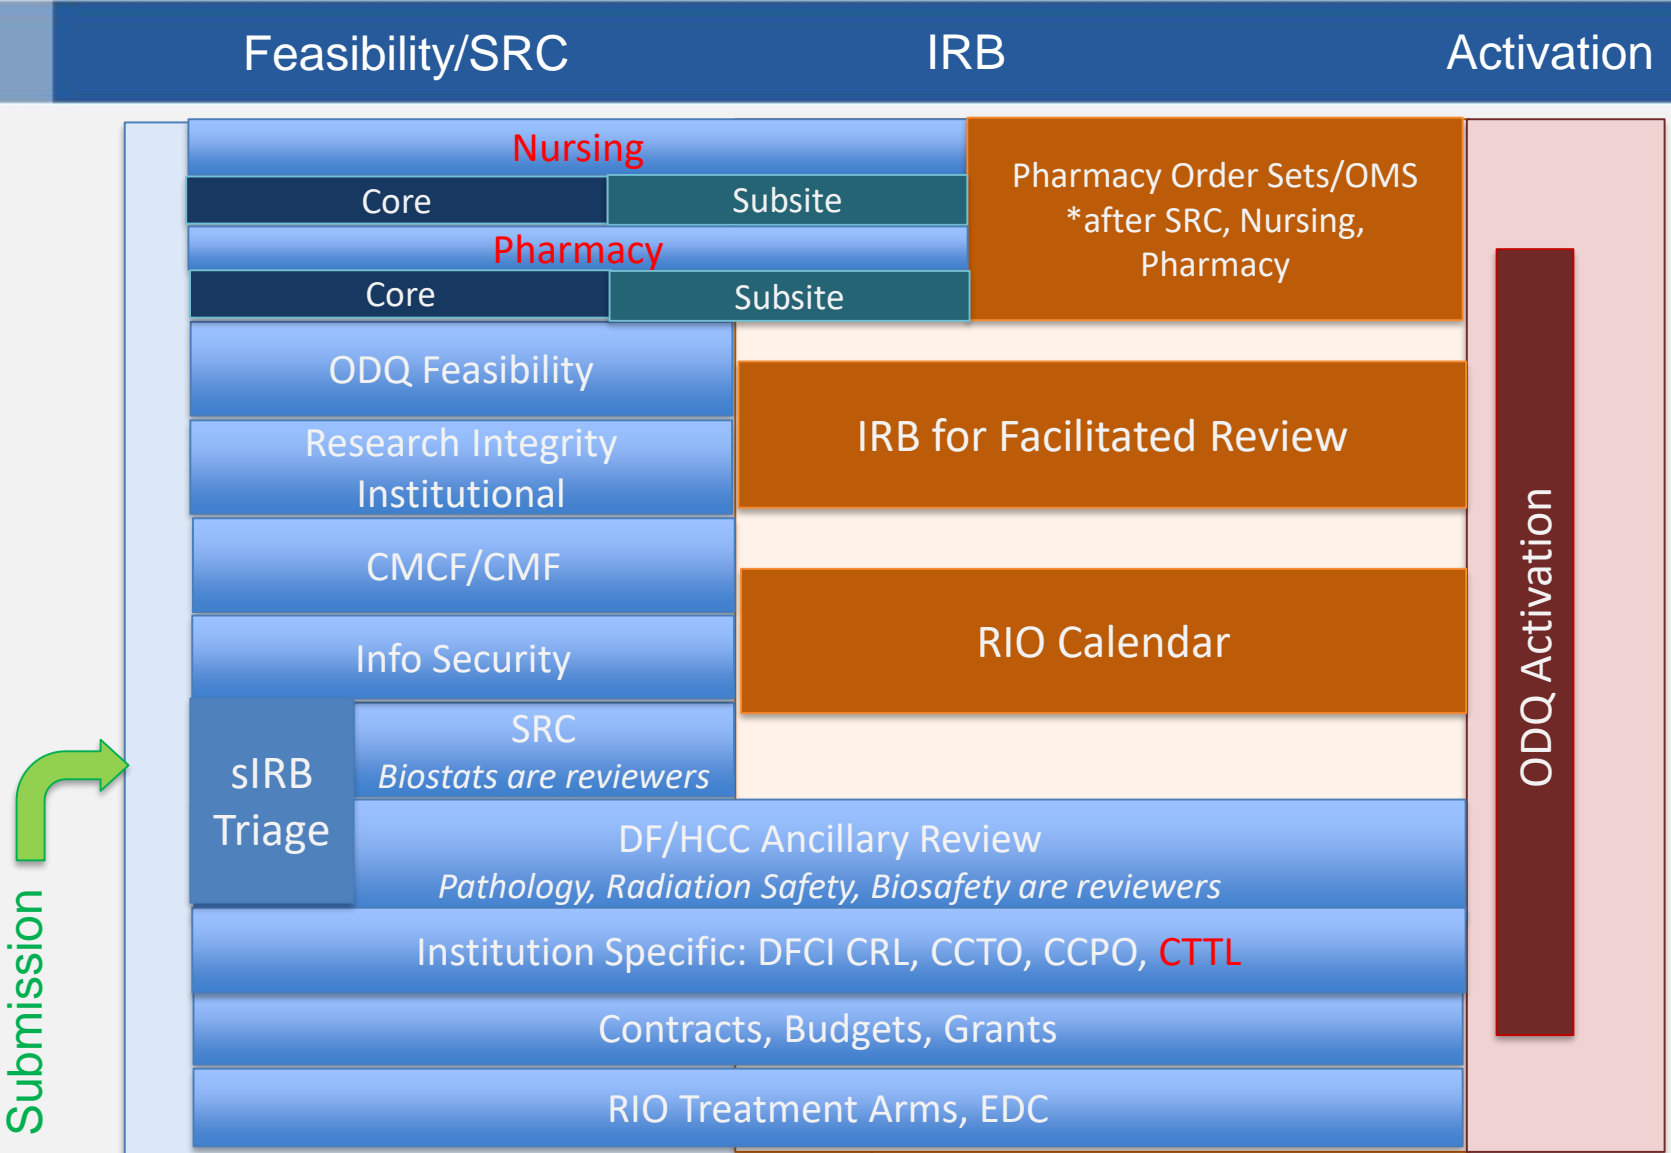 Feasibility/SRC
IRB
Activation
Nursing
Core
Subsite
Pharmacy
Core
Subsite
Pharmacy Order Sets/OMS
*after SRC, Nursing,
Pharmacy
ODQ Feasibility
Research Integrity
Institutional
CMCF/CMF
Info Security
IRB for Facilitated Review
RIO Calendar
sIRB
Triage
SRC
Biostats are reviewers
DF/HCC Ancillary Review
Pathology, Radiation Safety, Biosafety are reviewers
Institution Specific: DFCI CRL, CCTO, CCPO, CTTL
Contracts, Budgets, Grants
RIO Treatment Arms, EDC
ODQ Activation
Submission